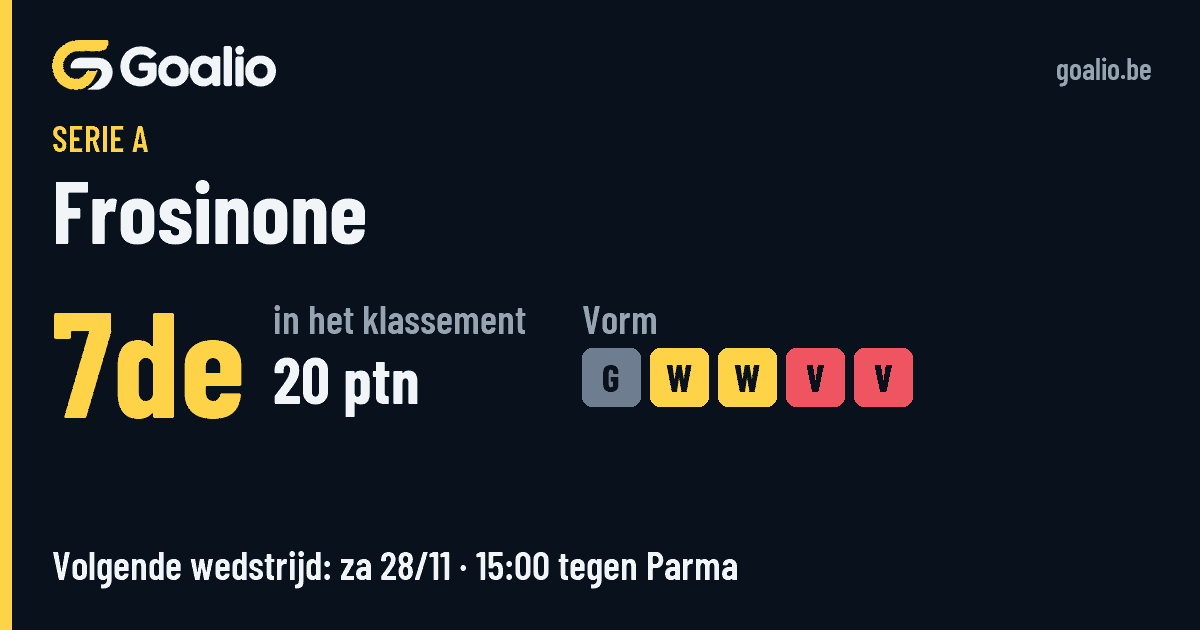 Goalio
goalio.be
SERIE A
Frosinone
7de
in het klassement
20 ptn
Vorm
G W W V V
Volgende wedstrijd: za 28/11 · 15:00 tegen Parma